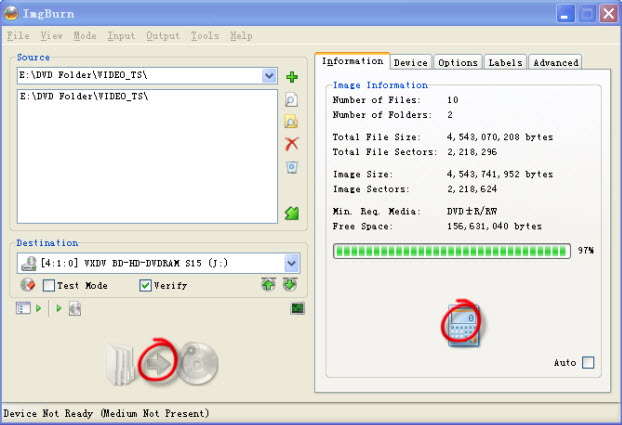 ImgBurn
File View Mode Input Output Tools Help
Source
E:\DVD Folder\VIDEO_TS\
E:\DVD Folder\VIDEO_TS\
Destination
[4:1:0] VXDV BD-HD-DVDRAM S15 (J:)
Test Mode
Verify
Information Device Options Labels Advanced
Image Information
Number of Files: 10
Number of Folders: 2
Total File Size: 4,543,070,208 bytes
Total File Sectors: 2,218,296
Image Size: 4,543,741,952 bytes
Image Sectors: 2,218,624
Min. Req. Media: DVD±R/RW
Free Space: 156,631,040 bytes
97%
0
Auto
Device Not Ready (Medium Not Present)